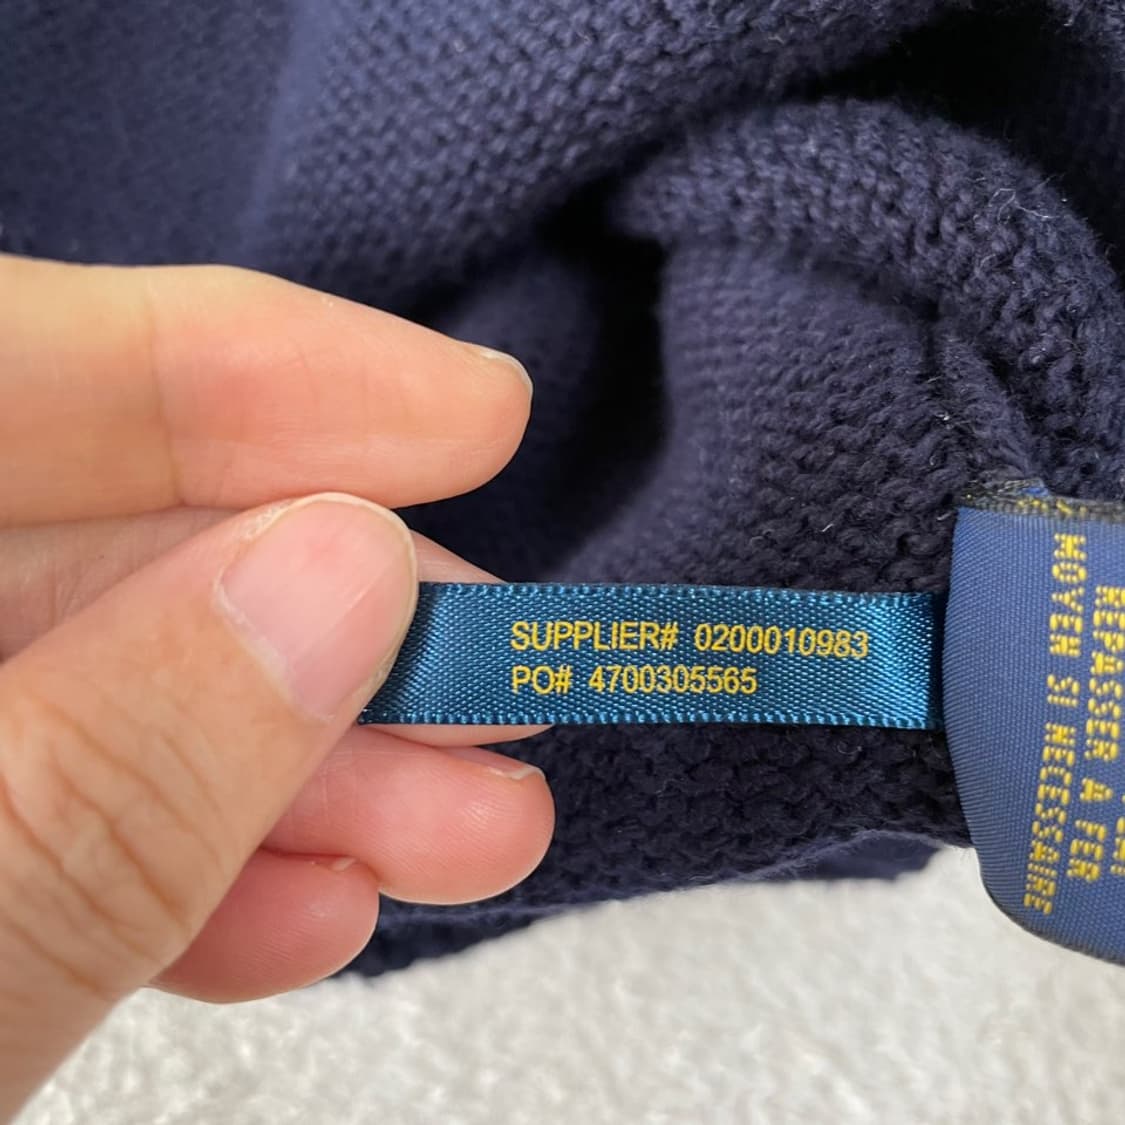 SUPPLIER# 0200010983
PO# 4700305565
REPASSER A FER
MOYEN SI NECESSAIRE